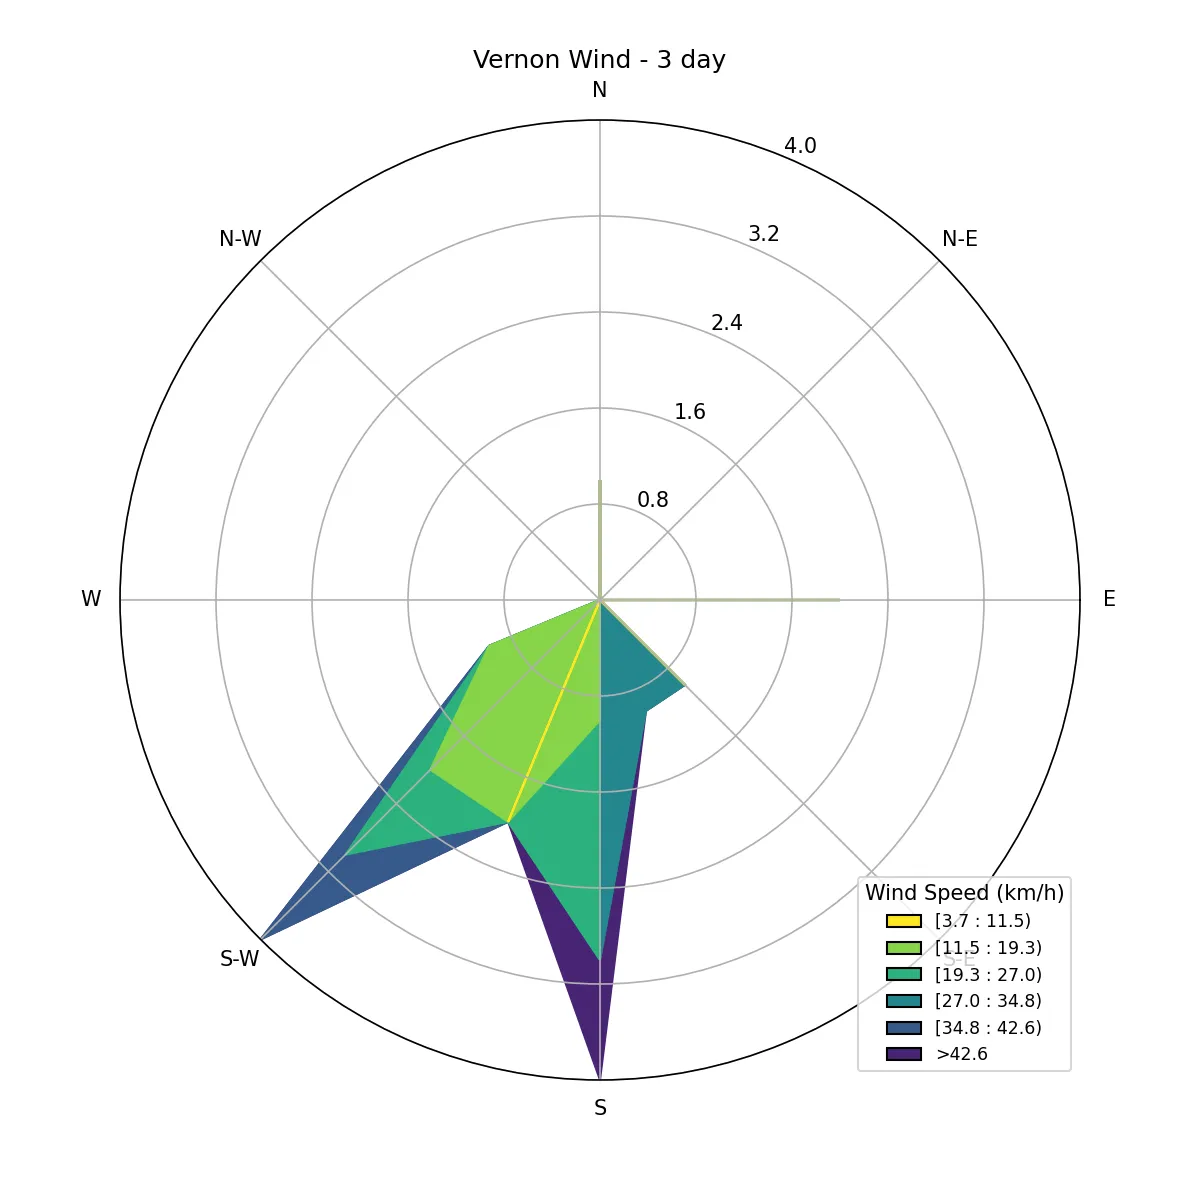 Vernon Wind - 3 day
N
4.0
N-W
3.2
N-E
2.4
1.6
0.8
W
E
S-W
S-E
S
Wind Speed (km/h)
[3.7 : 11.5)
[11.5 : 19.3)
[19.3 : 27.0)
[27.0 : 34.8)
[34.8 : 42.6)
>42.6